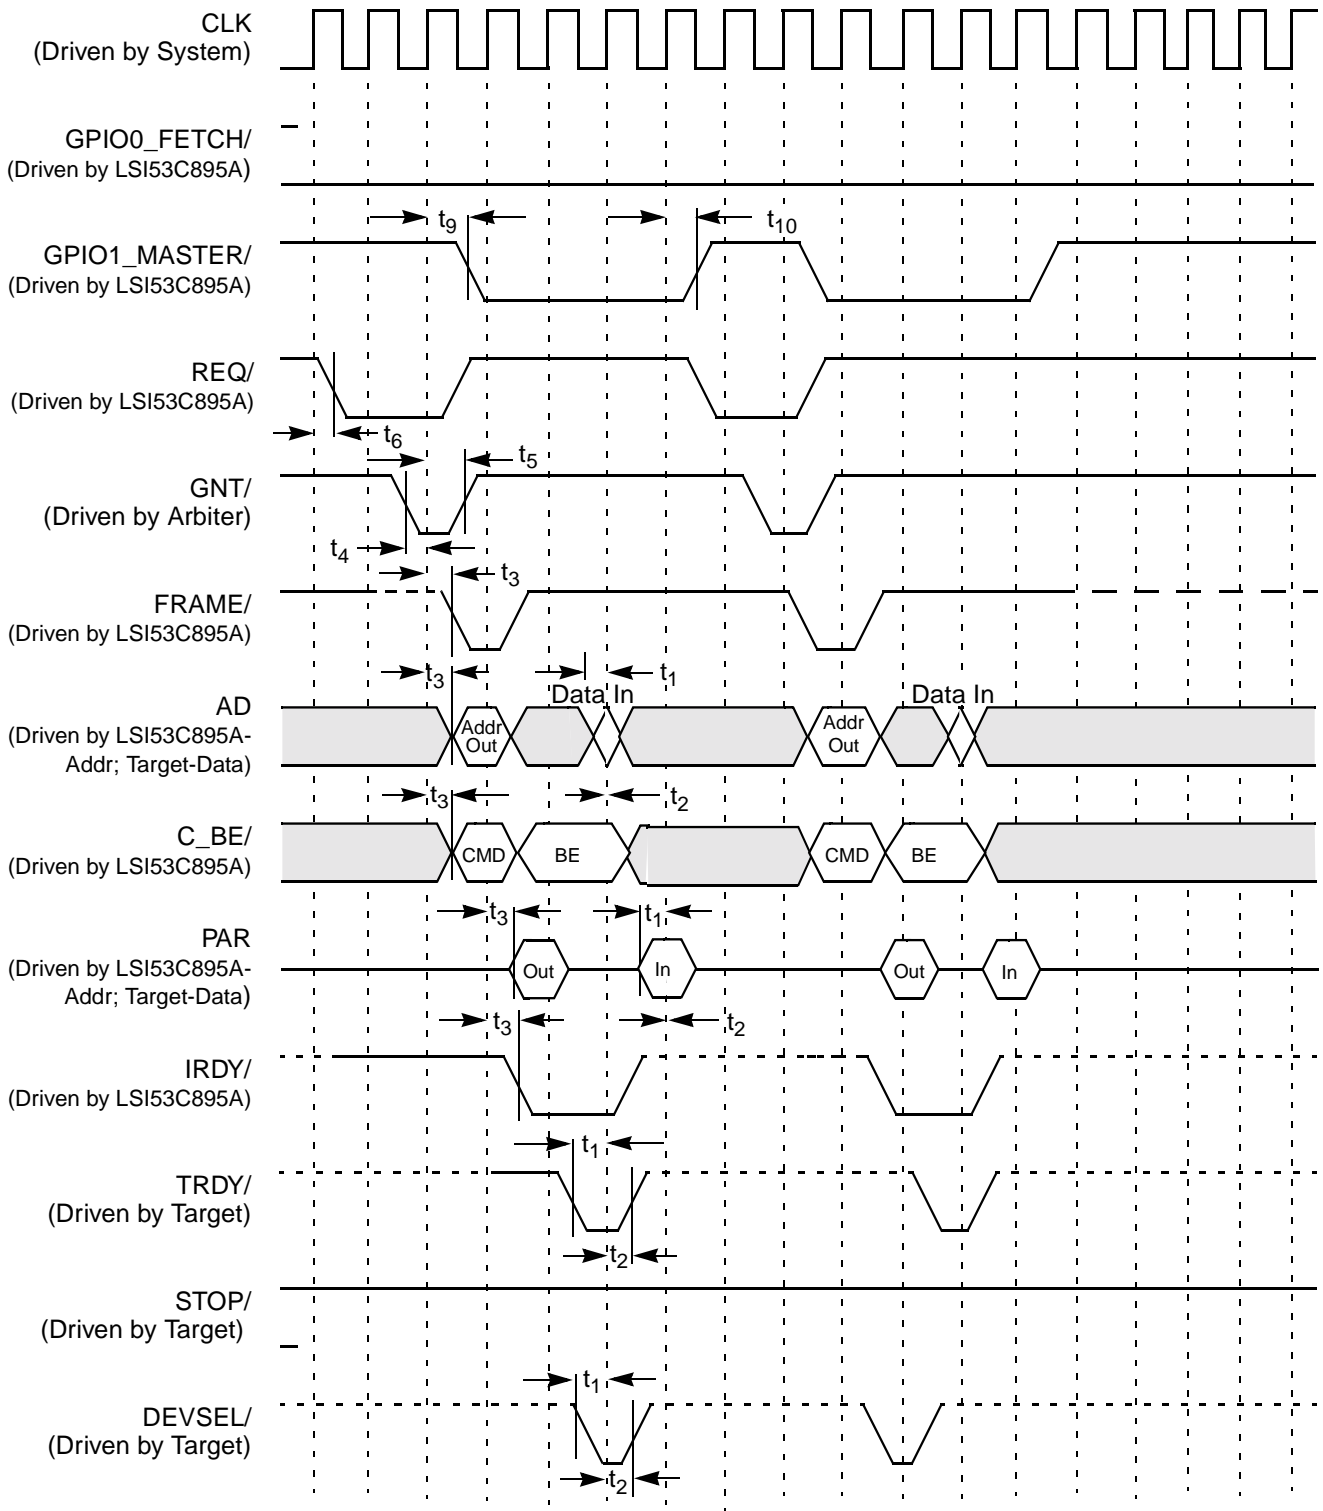 CLK
(Driven by System)
GPIO0_FETCH/
(Driven by LSI53C895A)
t9
t10
GPIO1_MASTER/
(Driven by LSI53C895A)
REQ/
(Driven by LSI53C895A)
t6
t5
GNT/
(Driven by Arbiter)
t4
t3
FRAME/
(Driven by LSI53C895A)
t3
t1
Data In
Data In
AD
(Driven by LSI53C895A-
Addr; Target-Data)
Addr
Out
Addr
Out
t3
t2
C_BE/
(Driven by LSI53C895A)
CMD
BE
CMD
BE
t3
t1
PAR
(Driven by LSI53C895A-
Addr; Target-Data)
Out
In
Out
In
t3
t2
IRDY/
(Driven by LSI53C895A)
t1
TRDY/
(Driven by Target)
t2
STOP/
(Driven by Target)
t1
DEVSEL/
(Driven by Target)
t2